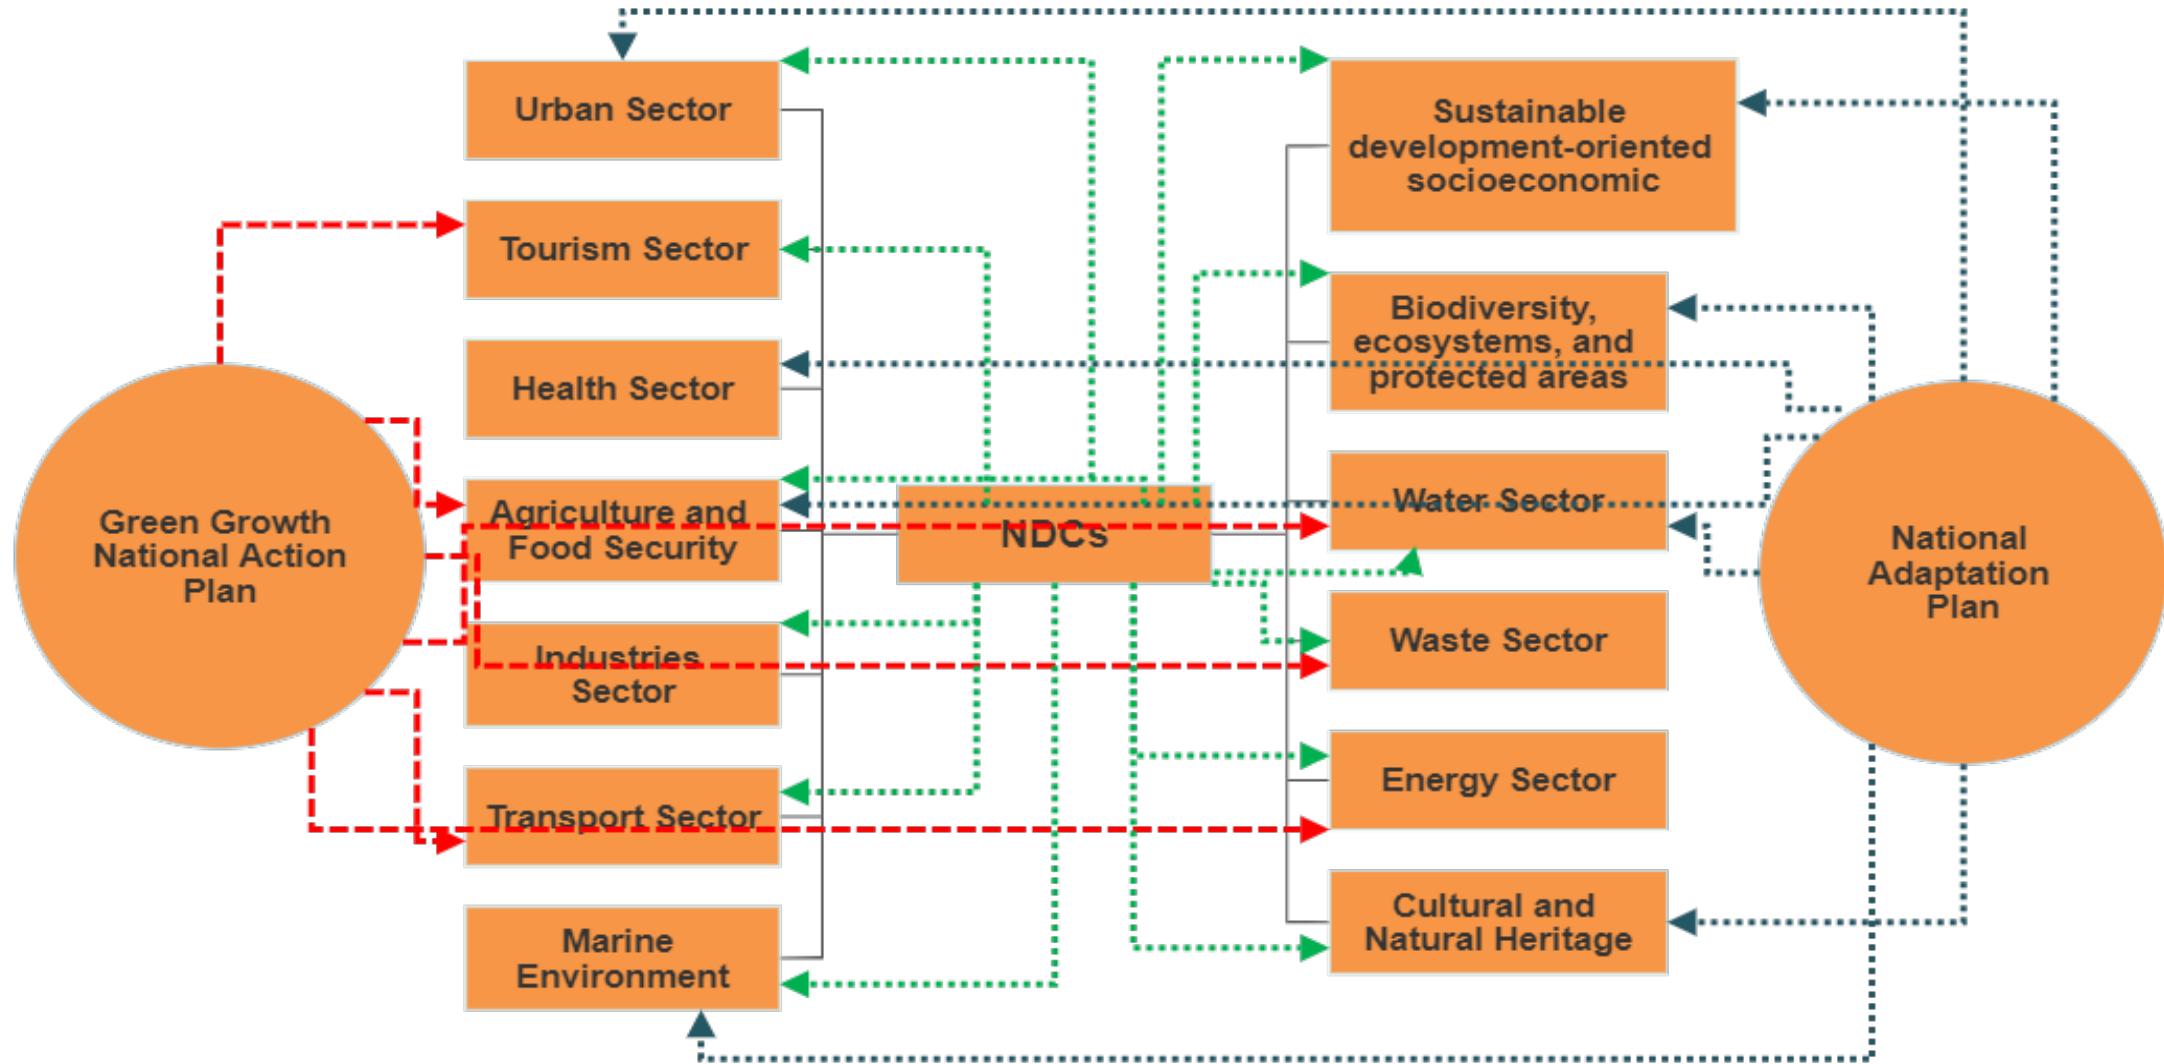 Urban Sector
Tourism Sector
Health Sector
Agriculture and
Food Security
Industries
Sector
Transport Sector
Marine
Environment
Green Growth
National Action
Plan
NDCs
Sustainable
development-oriented
socioeconomic
Biodiversity,
ecosystems, and
protected areas
Water Sector
Waste Sector
Energy Sector
Cultural and
Natural Heritage
National
Adaptation
Plan